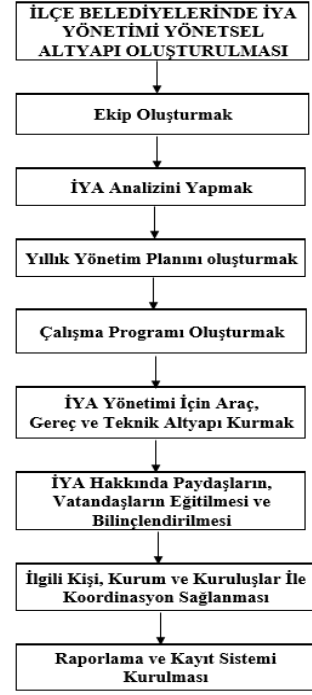 İLÇE BELEDİYELERİNDE İYA
YÖNETİMİ YÖNETSEL
ALTYAPI OLUŞTURULMASI
Ekip Oluşturmak
İYA Analizini Yapmak
Yıllık Yönetim Planını oluşturmak
Çalışma Programı Oluşturmak
İYA Yönetimi İçin Araç,
Gereç ve Teknik Altyapı Kurmak
İYA Hakkında Paydaşların,
Vatandaşların Eğitilmesi ve
Bilinçlendirilmesi
İlgili Kişi, Kurum ve Kuruluşlar İle
Koordinasyon Sağlanması
Raporlama ve Kayıt Sistemi
Kurulması